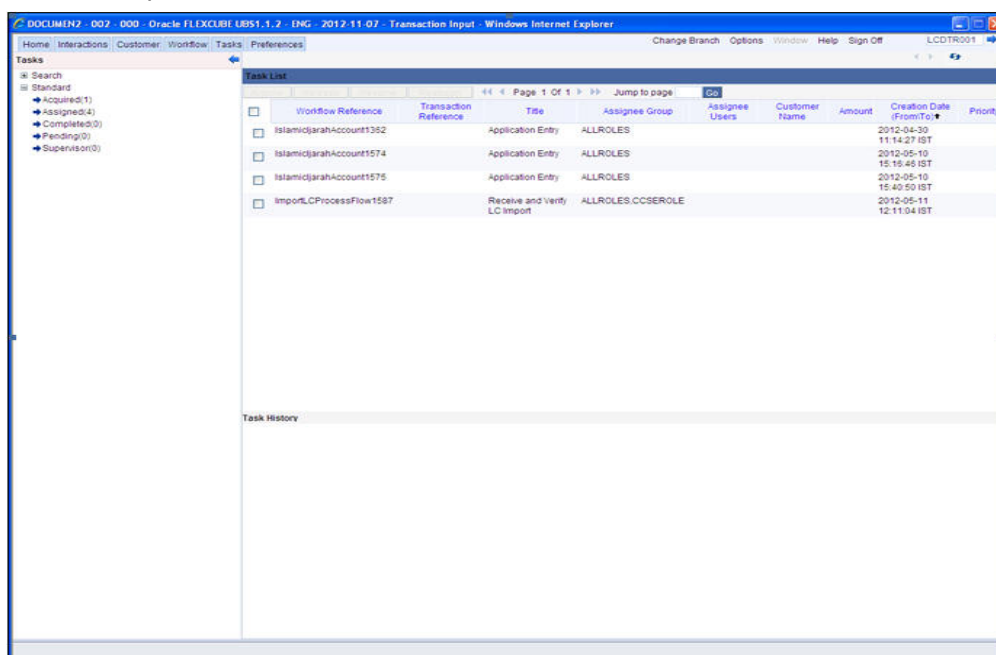 DOCUMEN2 - 002 - 000 - Oracle FLEXCUBE UBS1.1.2 - ENG - 2012-11-07 - Transaction Input - Windows Internet Explorer
Home Interactions Customer Workflow Tasks Preferences
Change Branch Options Window Help Sign Off LCDTR001
Tasks
Search
Standard
Acquired(1)
Assigned(4)
Completed(0)
Pending(0)
Supervisor(0)
Task List
Page 1 Of 1 Jump to page Go
Workflow Reference Transaction Reference Title Assignee Group Assignee Users Customer Name Amount Creation Date (From\To) Priority
IslamicIjarahAccount1362 Application Entry ALLROLES 2012-04-30 11:14:27 IST
IslamicIjarahAccount1574 Application Entry ALLROLES 2012-05-10 15:16:46 IST
IslamicIjarahAccount1575 Application Entry ALLROLES 2012-05-10 15:40:50 IST
ImportLCProcessFlow1587 Receive and Verify LC Import ALLROLES,CCSEROLE 2012-05-11 12:11:04 IST
Task History